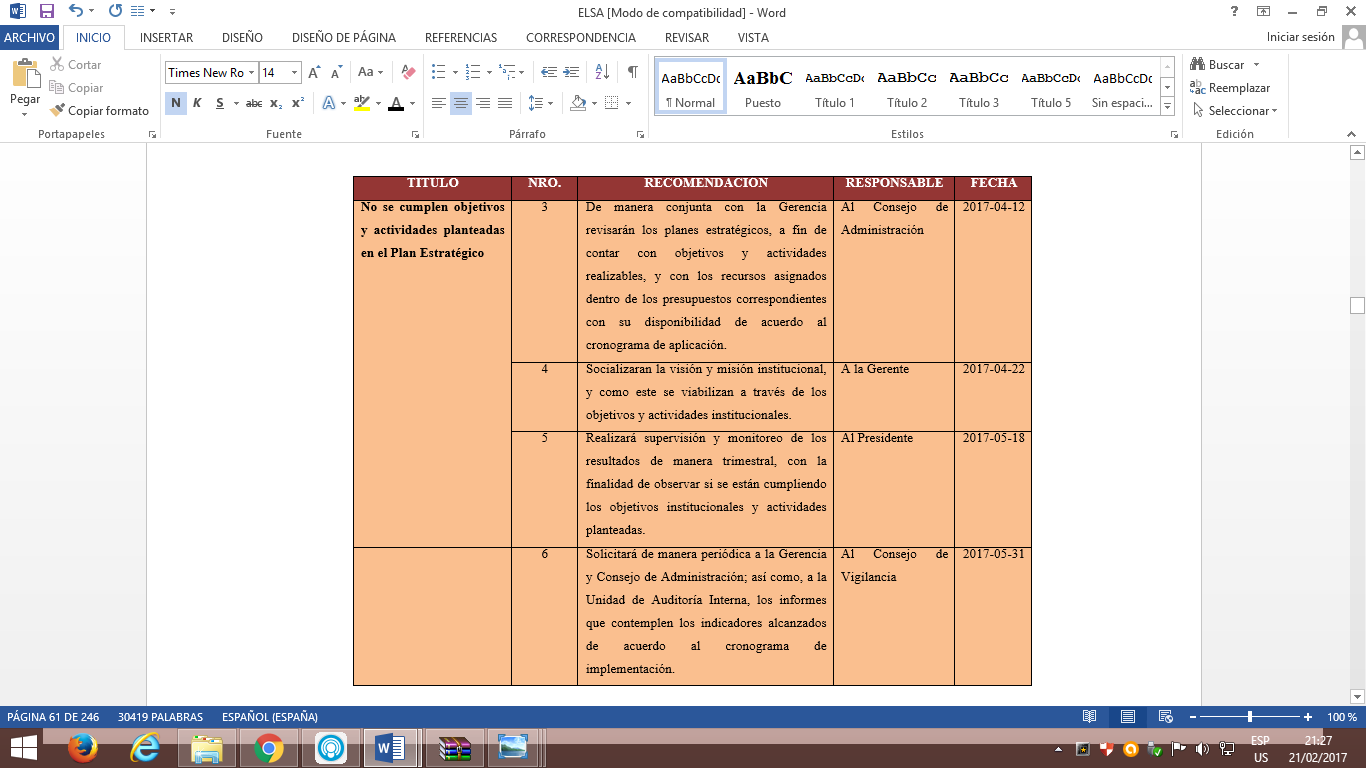 ELSA [Modo de compatibilidad] - Word
ARCHIVO INICIO INSERTAR DISEÑO DISEÑO DE PÁGINA REFERENCIAS CORRESPONDENCIA REVISAR VISTA Iniciar sesión
Pegar
Cortar
Copiar
Copiar formato
Portapapeles
Times New Ro 14
N K S abc x₂ x²
Fuente
Párrafo
AaBbCcDc AaBbC AaBbCcDc AaBbCc AaBbCc AaBbCcDc AaBbCcDc
¶ Normal Puesto Título 1 Título 2 Título 3 Título 5 Sin espaci...
Estilos
Buscar
Reemplazar
Seleccionar
Edición
TITULO NRO. RECOMENDACION RESPONSABLE FECHA
No se cumplen objetivos
y actividades planteadas
en el Plan Estratégico
3
De manera conjunta con la Gerencia
revisarán los planes estratégicos, a fin de
contar con objetivos y actividades
realizables, y con los recursos asignados
dentro de los presupuestos correspondientes
con su disponibilidad de acuerdo al
cronograma de aplicación.
Al Consejo de
Administración
2017-04-12
4
Socializaran la visión y misión institucional,
y como este se viabilizan a través de los
objetivos y actividades institucionales.
A la Gerente
2017-04-22
5
Realizará supervisión y monitoreo de los
resultados de manera trimestral, con la
finalidad de observar si se están cumpliendo
los objetivos institucionales y actividades
planteadas.
Al Presidente
2017-05-18
6
Solicitará de manera periódica a la Gerencia
y Consejo de Administración; así como, a la
Unidad de Auditoría Interna, los informes
que contemplen los indicadores alcanzados
de acuerdo al cronograma de
implementación.
Al Consejo de
Vigilancia
2017-05-31
PÁGINA 61 DE 246 30419 PALABRAS ESPAÑOL (ESPAÑA) 100 %
ESP 21:27
US 21/02/2017